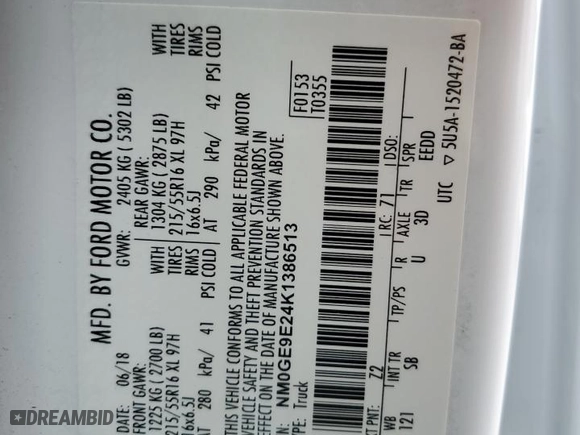 MFD. BY FORD MOTOR CO.
DATE: 06/18 GVWR: 2405 KG ( 5302 LB)
FRONT GAWR: REAR GAWR:
1225 KG ( 2700 LB) WITH 1304 KG ( 2875 LB) WITH
215/55R16 XL 97H TIRES 215/55R16 XL 97H TIRES
16x6.5J RIMS 16x6.5J RIMS
AT 280 kPa/ 41 PSI COLD AT 290 kPa/ 42 PSI COLD
THIS VEHICLE CONFORMS TO ALL APPLICABLE FEDERAL MOTOR
VEHICLE SAFETY AND THEFT PREVENTION STANDARDS IN
EFFECT ON THE DATE OF MANUFACTURE SHOWN ABOVE.
VIN: NM0GE9E24K1386513 F0153
TYPE: Truck T0355
EXT PNT: Z2 RC: 71 DSO:
WB INT TR TP/PS R AXLE TR SPR
121 SB U 3D EEDD
UTC ▽ 5U5A-1520472-BA
DREAMBID